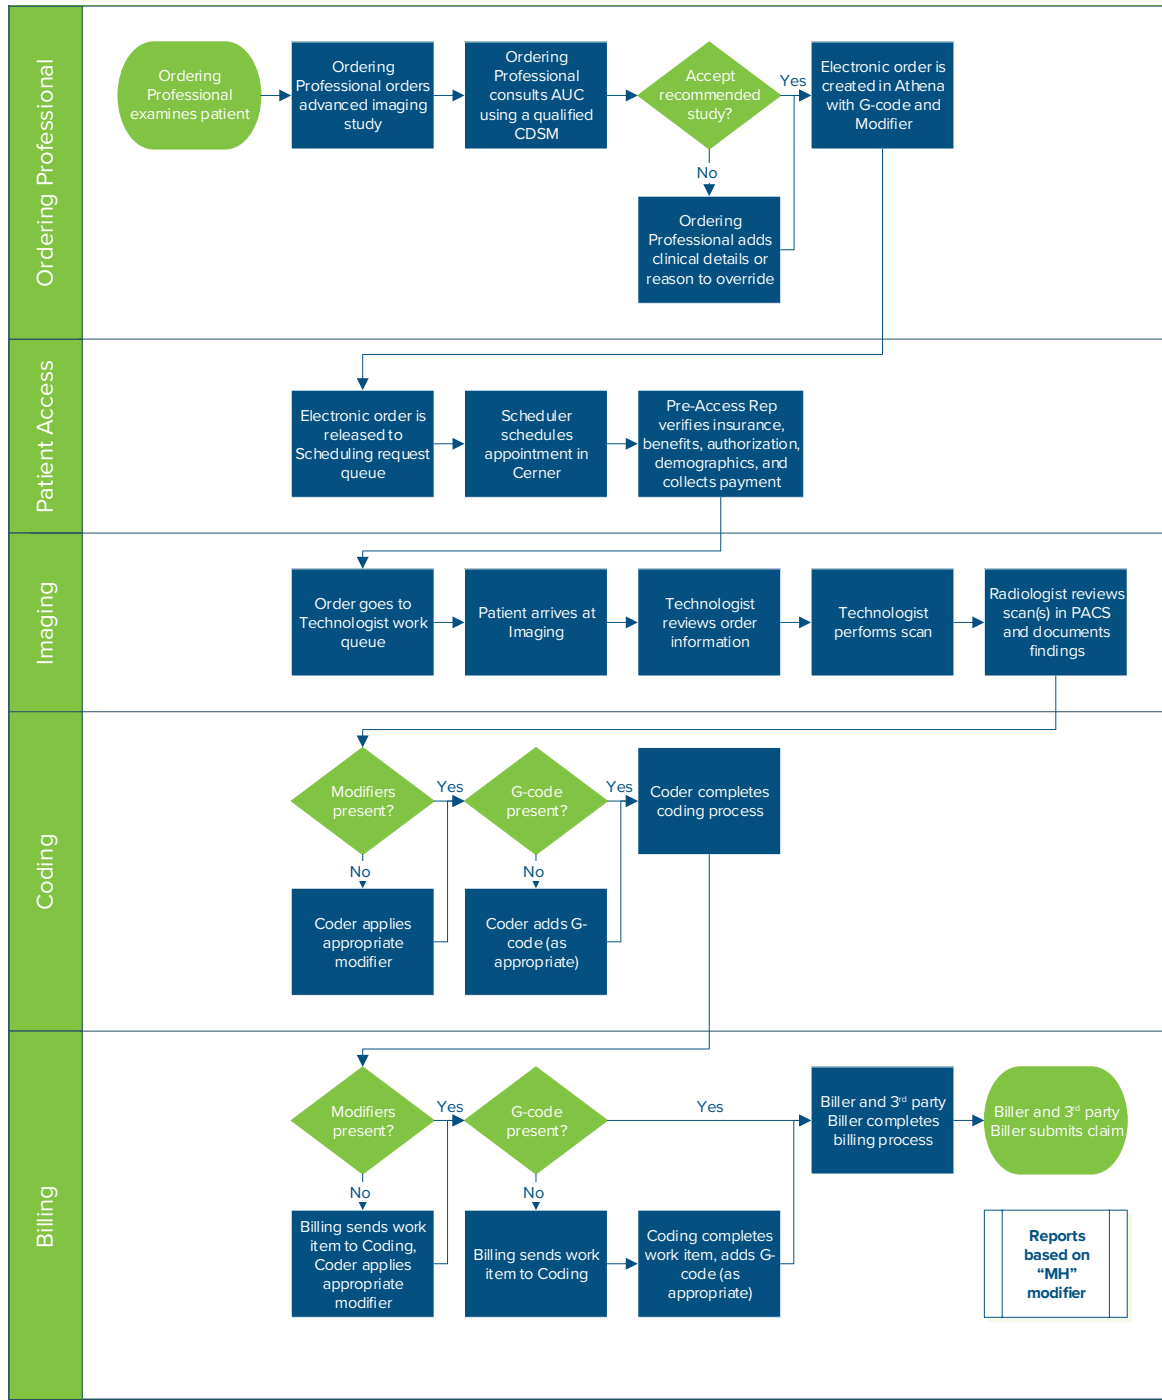 Ordering Professional
Ordering
Professional
examines patient
Ordering
Professional orders
advanced imaging
study
Ordering
Professional
consults AUC
using a qualified
CDSM
Accept
recommended
study?
Yes
Electronic order is
created in Athena
with G-code and
Modifier
No
Ordering
Professional adds
clinical details or
reason to override
Patient Access
Electronic order is
released to
Scheduling request
queue
Scheduler
schedules
appointment in
Cerner
Pre-Access Rep
verifies insurance,
benefits, authorization,
demographics, and
collects payment
Imaging
Order goes to
Technologist work
queue
Patient arrives at
Imaging
Technologist
reviews order
information
Technologist
performs scan
Radiologist reviews
scan(s) in PACS
and documents
findings
Coding
Modifiers
present?
Yes
G-code
present?
Yes
Coder completes
coding process
No
No
Coder applies
appropriate
modifier
Coder adds G-
code (as
appropriate)
Billing
Modifiers
present?
Yes
G-code
present?
Yes
Biller and 3rd party
Biller completes
billing process
Biller and 3rd party
Biller submits claim
No
No
Billing sends work
item to Coding,
Coder applies
appropriate
modifier
Billing sends work
item to Coding
Coding completes
work item, adds G-
code (as
appropriate)
Reports
based on
“MH”
modifier